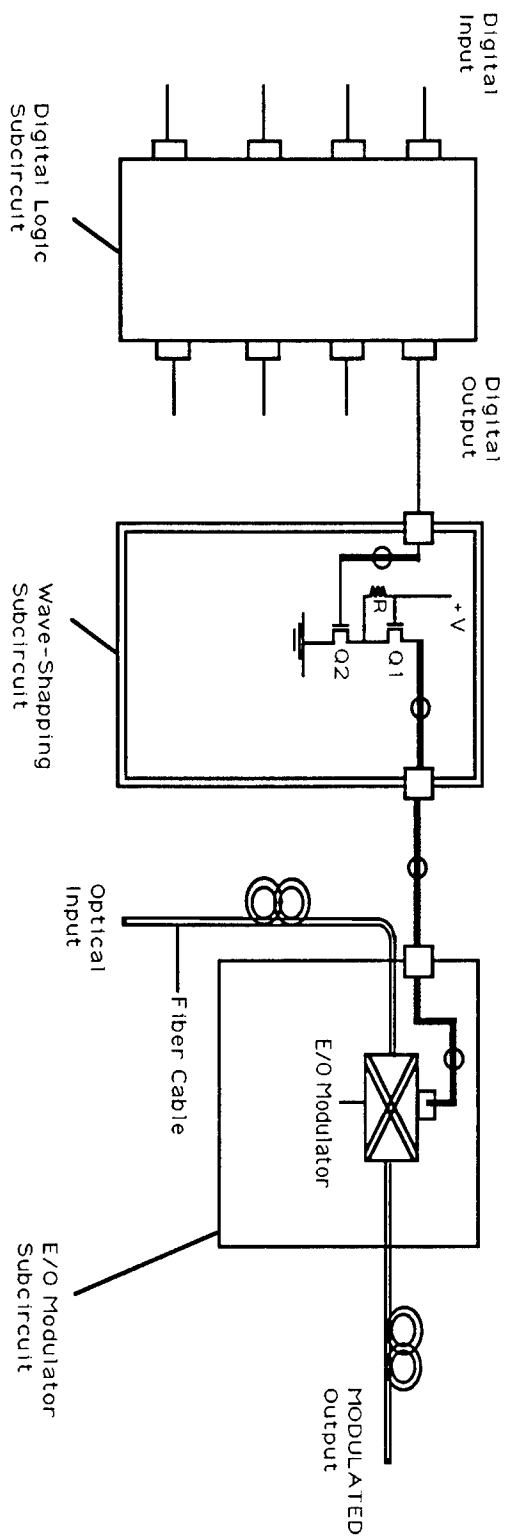 Digital
Input
Digital Logic
Subcircuit
Digital
Output
+V
R
Q1
Q2
Wave-Shapping
Subcircuit
Optical
Input
Fiber Cable
E/O Modulator
E/O Modulator
Subcircuit
MODULATED
Output